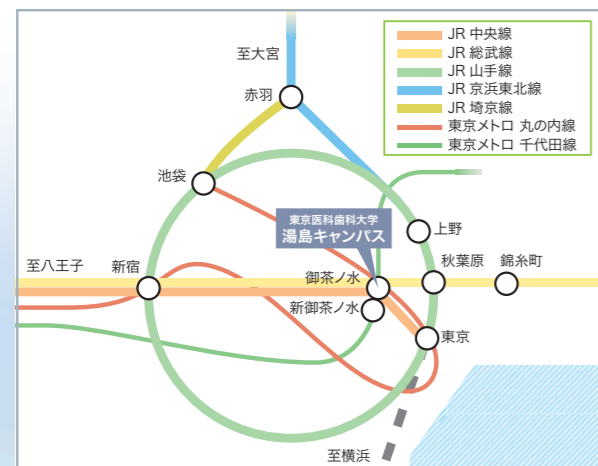 至大宮
赤羽
池袋
東京医科歯科大学
湯島キャンパス
上野
至八王子
新宿
御茶ノ水
秋葉原
錦糸町
新御茶ノ水
東京
至横浜
JR 中央線
JR 総武線
JR 山手線
JR 京浜東北線
JR 埼京線
東京メトロ 丸の内線
東京メトロ 千代田線